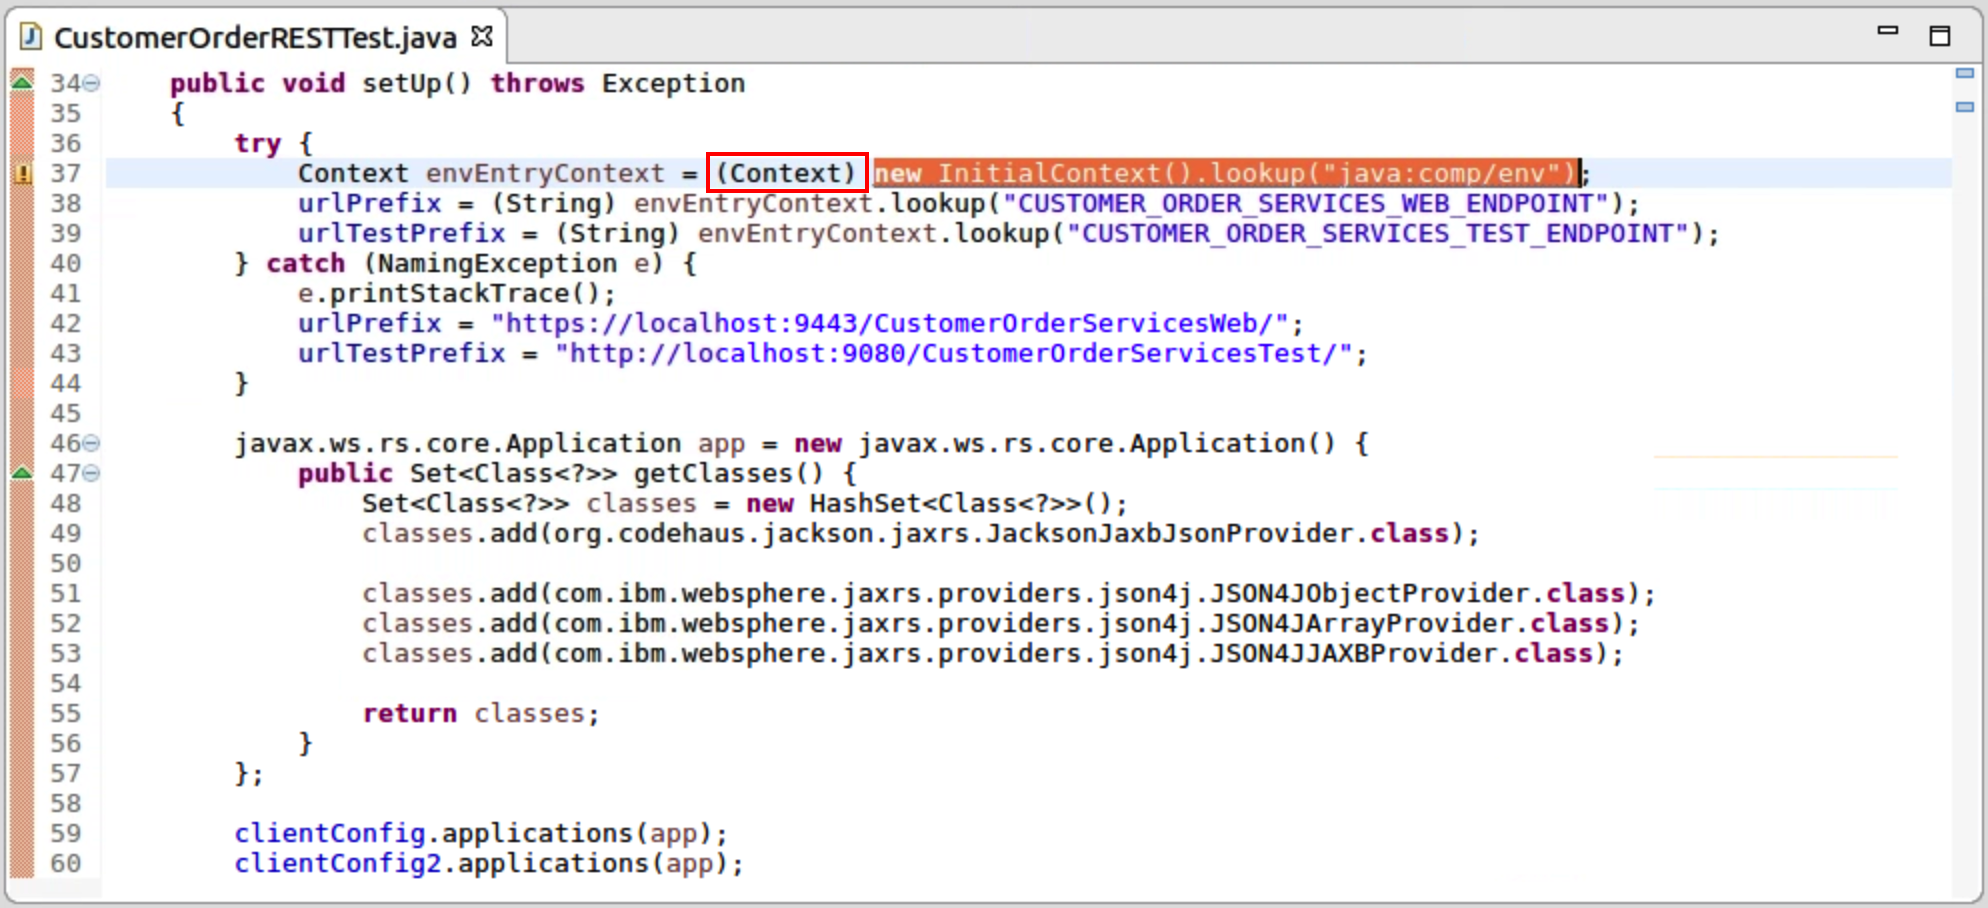 CustomerOrderRESTTest.java
34 public void setUp() throws Exception
35 {
36 try {
37 Context envEntryContext = (Context) new InitialContext().lookup("java:comp/env");
38 urlPrefix = (String) envEntryContext.lookup("CUSTOMER_ORDER_SERVICES_WEB_ENDPOINT");
39 urlTestPrefix = (String) envEntryContext.lookup("CUSTOMER_ORDER_SERVICES_TEST_ENDPOINT");
40 } catch (NamingException e) {
41 e.printStackTrace();
42 urlPrefix = "https://localhost:9443/CustomerOrderServicesWeb/";
43 urlTestPrefix = "http://localhost:9080/CustomerOrderServicesTest/";
44 }
45
46 javax.ws.rs.core.Application app = new javax.ws.rs.core.Application() {
47 public Set<Class<?>> getClasses() {
48 Set<Class<?>> classes = new HashSet<Class<?>>();
49 classes.add(org.codehaus.jackson.jaxrs.JacksonJaxbJsonProvider.class);
50
51 classes.add(com.ibm.websphere.jaxrs.providers.json4j.JSON4JObjectProvider.class);
52 classes.add(com.ibm.websphere.jaxrs.providers.json4j.JSON4JArrayProvider.class);
53 classes.add(com.ibm.websphere.jaxrs.providers.json4j.JSON4JJAXBProvider.class);
54
55 return classes;
56 }
57 };
58
59 clientConfig.applications(app);
60 clientConfig2.applications(app);